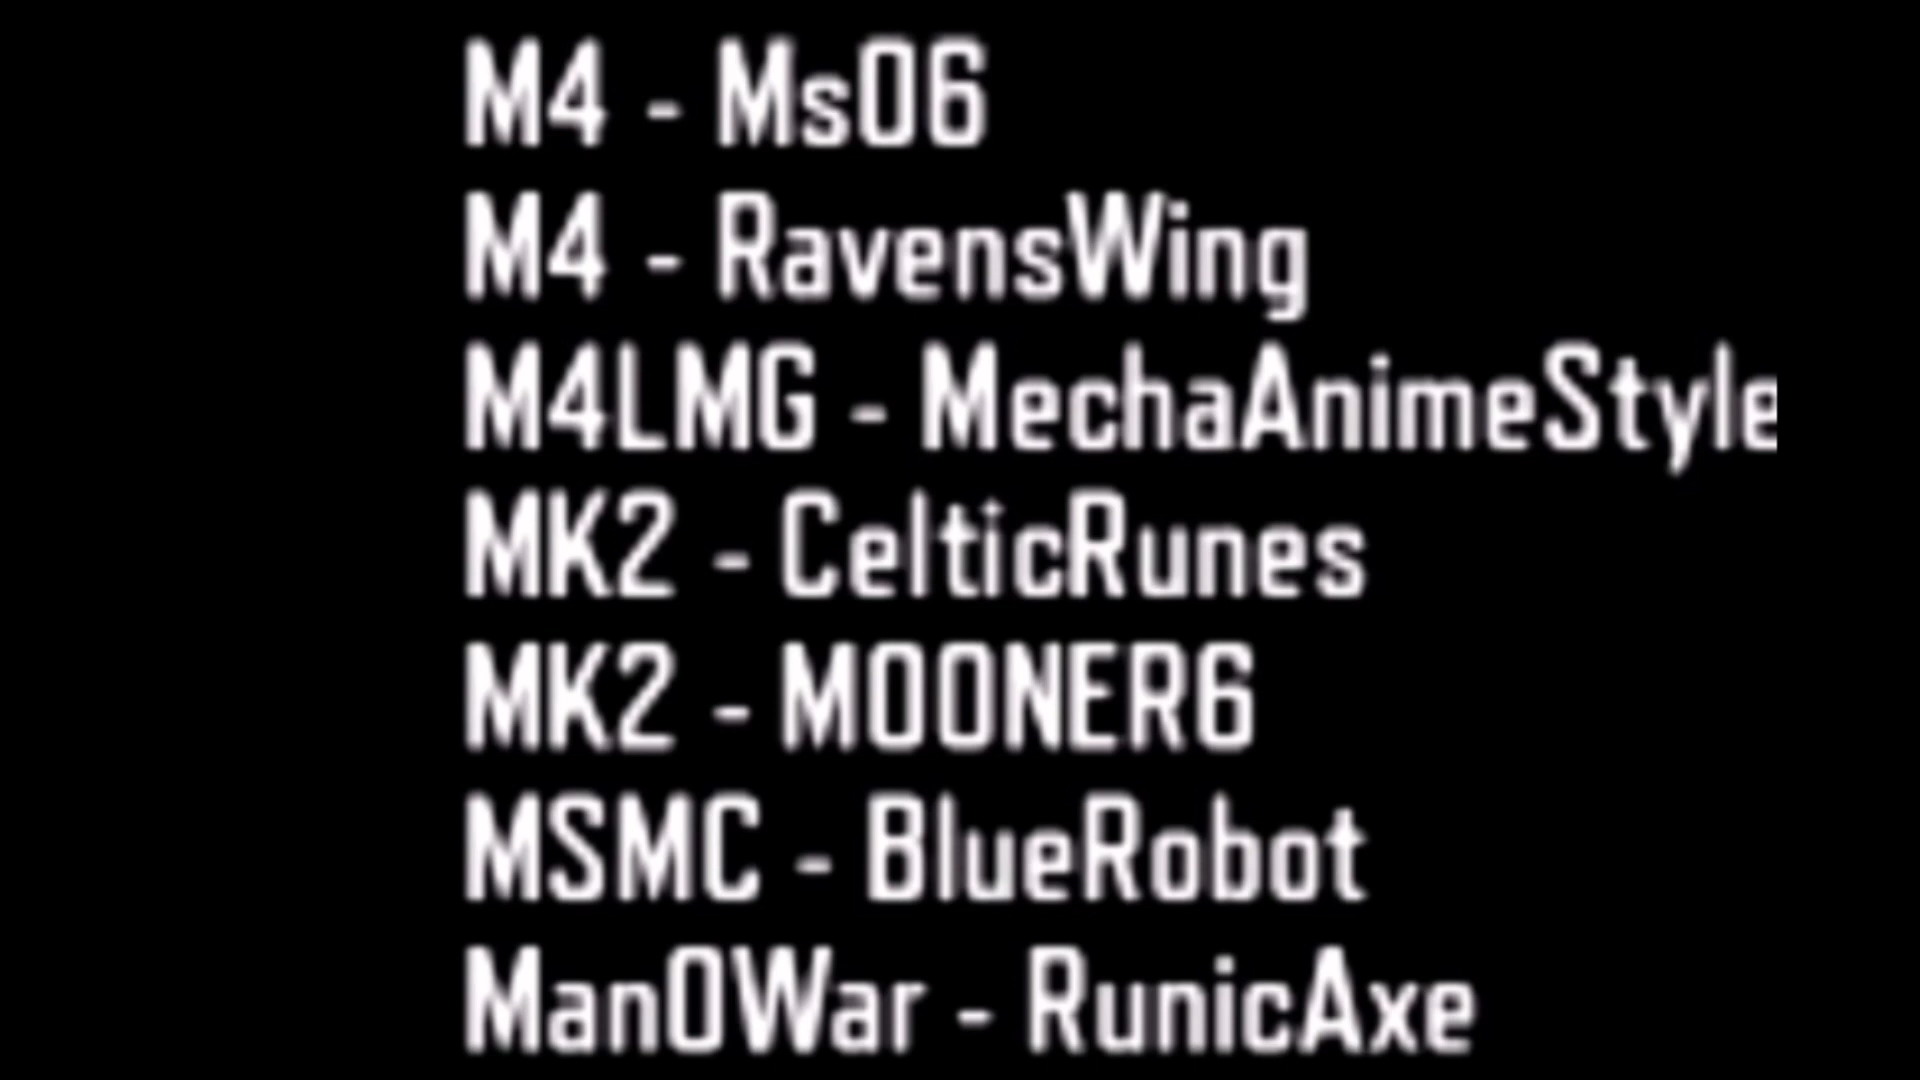 M4 - Ms06
M4 - RavensWing
M4LMG - MechaAnimeStyle
MK2 - CelticRunes
MK2 - MOONER6
MSMC - BlueRobot
ManOWar - RunicAxe